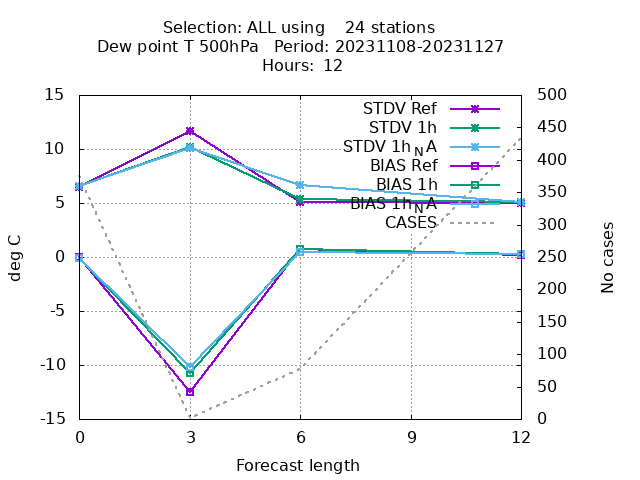 Selection: ALL using    24 stations
Dew point T 500hPa   Period: 20231108-20231127
Hours: 12
15
10
5
0
-5
-10
-15
deg C
500
450
400
350
300
250
200
150
100
50
0
No cases
STDV Ref
STDV 1h
STDV 1h_NA
BIAS Ref
BIAS 1h
BIAS 1h_NA
CASES
0 3 6 9 12
Forecast length